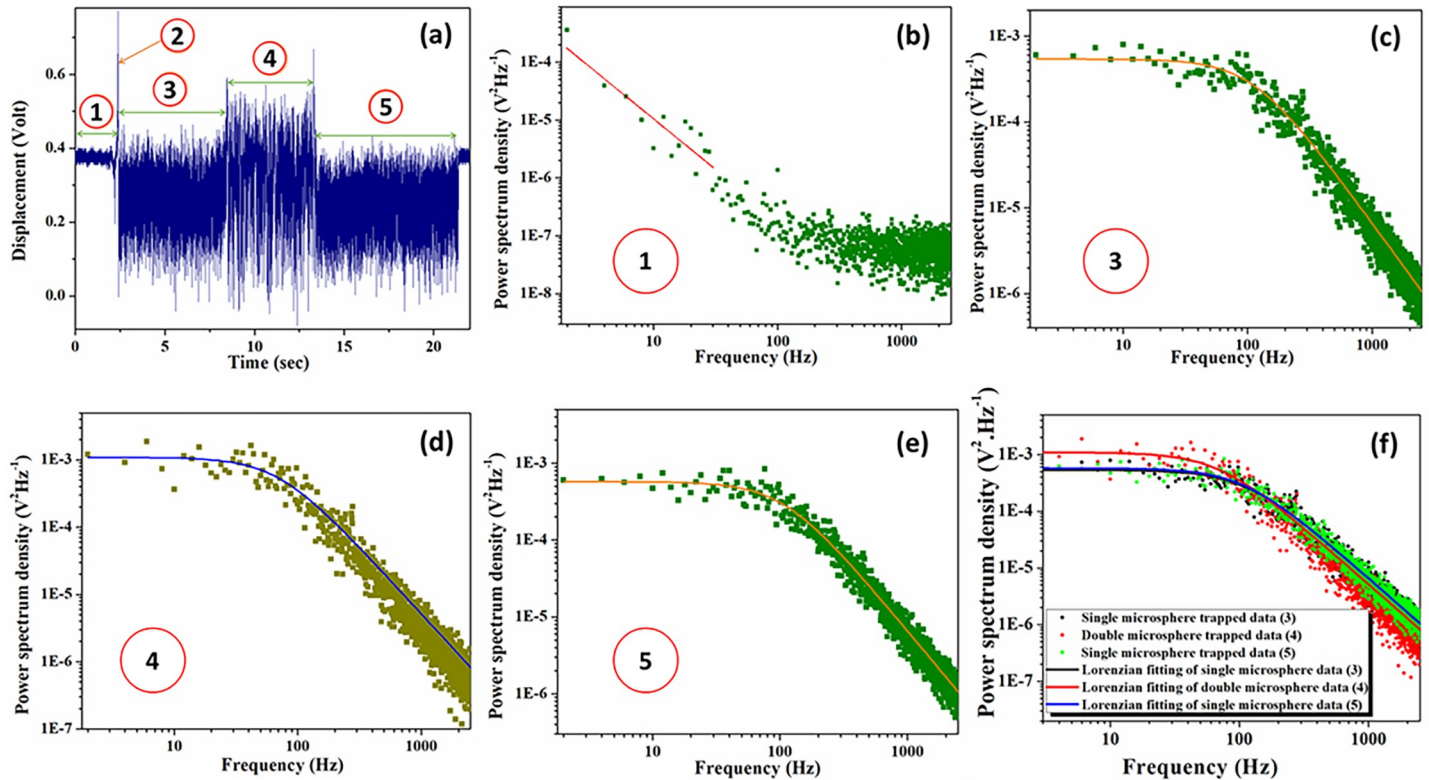 (a)
Displacement (Volt)
0.6
0.4
0.2
0.0
1
2
3
4
5
0
5
10
15
20
Time (sec)
(b)
Power spectrum density (V²Hz⁻¹)
1E-4
1E-5
1E-6
1E-7
1E-8
1
10
100
1000
Frequency (Hz)
(c)
Power spectrum density (V²Hz⁻¹)
1E-3
1E-4
1E-5
1E-6
3
10
100
1000
Frequency (Hz)
(d)
Power spectrum density (V²Hz⁻¹)
1E-3
1E-4
1E-5
1E-6
1E-7
4
10
100
1000
Frequency (Hz)
(e)
Power spectrum density (V²Hz⁻¹)
1E-3
1E-4
1E-5
1E-6
5
10
100
1000
Frequency (Hz)
(f)
Power spectrum density (V².Hz⁻¹)
1E-3
1E-4
1E-5
1E-6
1E-7
Single microsphere trapped data (3)
Double microsphere trapped data (4)
Single microsphere trapped data (5)
Lorenzian fitting of single microsphere data (3)
Lorenzian fitting of double microsphere data (4)
Lorenzian fitting of single microsphere data (5)
10
100
1000
Frequency (Hz)